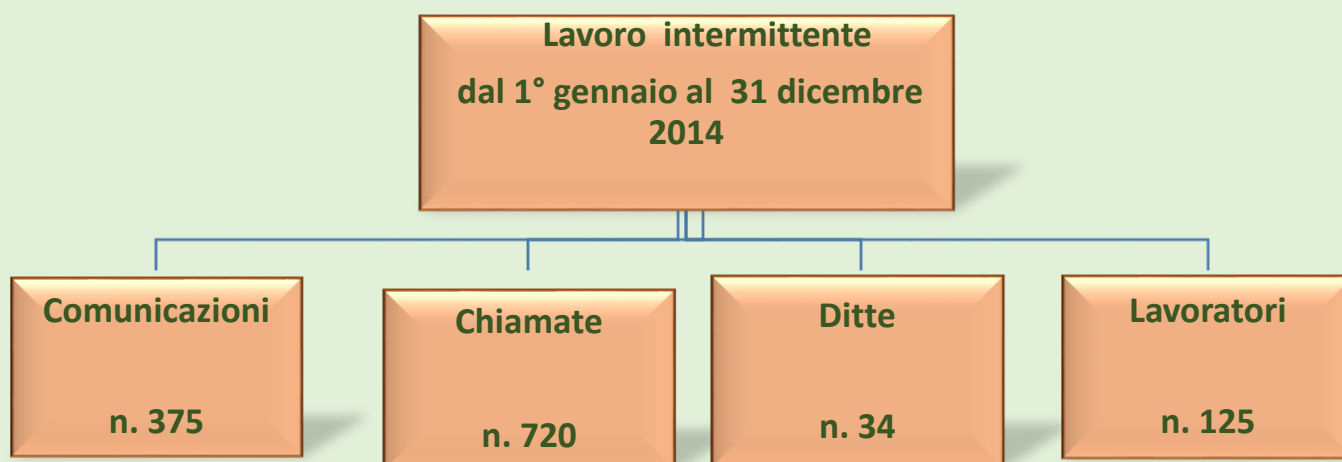 Lavoro intermittente
dal 1° gennaio al 31 dicembre
2014
Comunicazioni
n. 375
Chiamate
n. 720
Ditte
n. 34
Lavoratori
n. 125